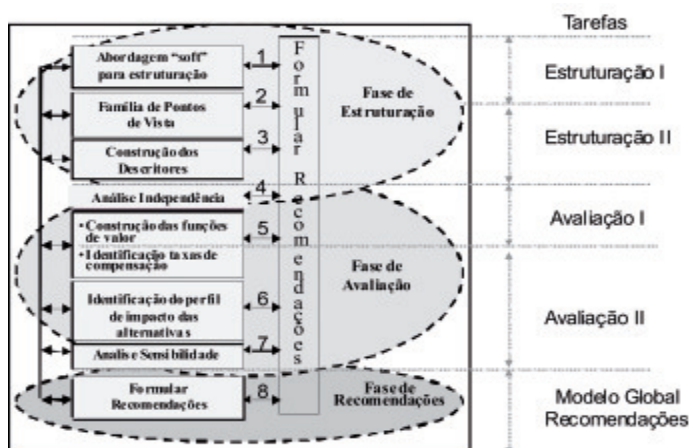 Tarefas
Abordagem “soft”
para estruturação
1
Família de Pontos
de Vista
2
Construção dos
Descritores
3
Análise Independência
4
• Construção das funções
de valor
• Identificação taxas de
compensação
5
Identificação do perfil
de impacto das
alternativas
6
Analise Sensibilidade
7
Formular
Recomendações
8
Formular Recomendações
Fase de
Estruturação
Fase de
Avaliação
Fase de
Recomendações
Estruturação I
Estruturação II
Avaliação I
Avaliação II
Modelo Global
Recomendações